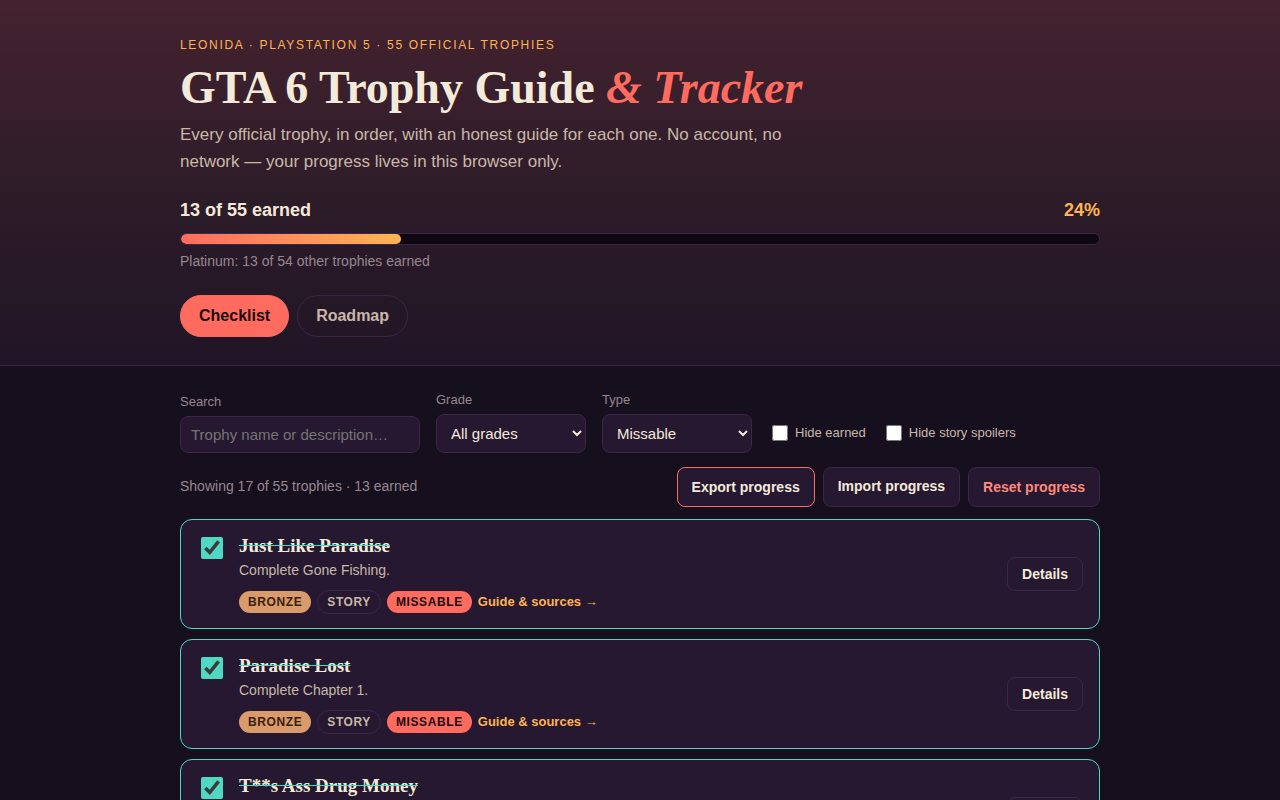 LEONIDA · PLAYSTATION 5 · 55 OFFICIAL TROPHIES
GTA 6 Trophy Guide & Tracker
Every official trophy, in order, with an honest guide for each one. No account, no
network — your progress lives in this browser only.
13 of 55 earned 24%
Platinum: 13 of 54 other trophies earned
Checklist Roadmap
Search Grade Type
Trophy name or description… All grades Missable Hide earned Hide story spoilers
Showing 17 of 55 trophies · 13 earned Export progress Import progress Reset progress
Just Like Paradise
Complete Gone Fishing.
Details
BRONZE STORY MISSABLE Guide & sources →
Paradise Lost
Complete Chapter 1.
Details
BRONZE STORY MISSABLE Guide & sources →
T**s Ass Drug Money